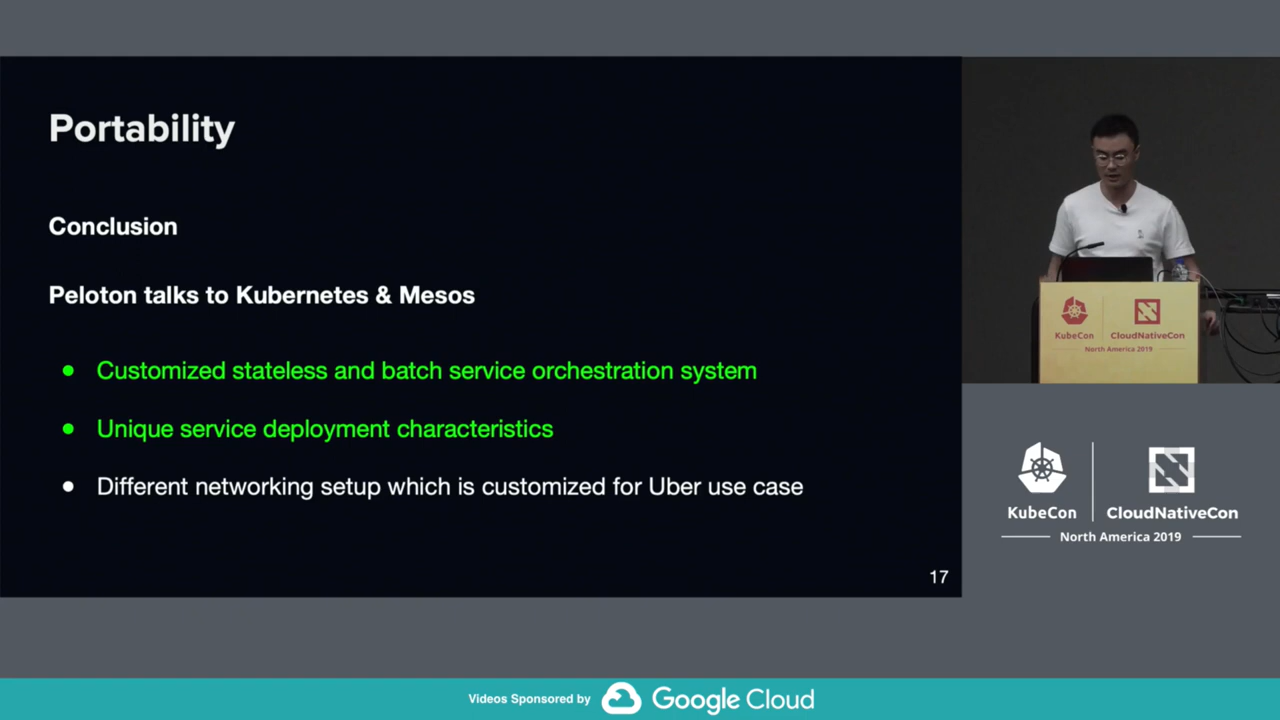 Portability
Conclusion
Peloton talks to Kubernetes & Mesos
Customized stateless and batch service orchestration system
Unique service deployment characteristics
Different networking setup which is customized for Uber use case
17
KubeCon
CloudNativeCon
North America 2019
KubeCon
CloudNativeCon
North America 2019
Videos Sponsored by
Google Cloud